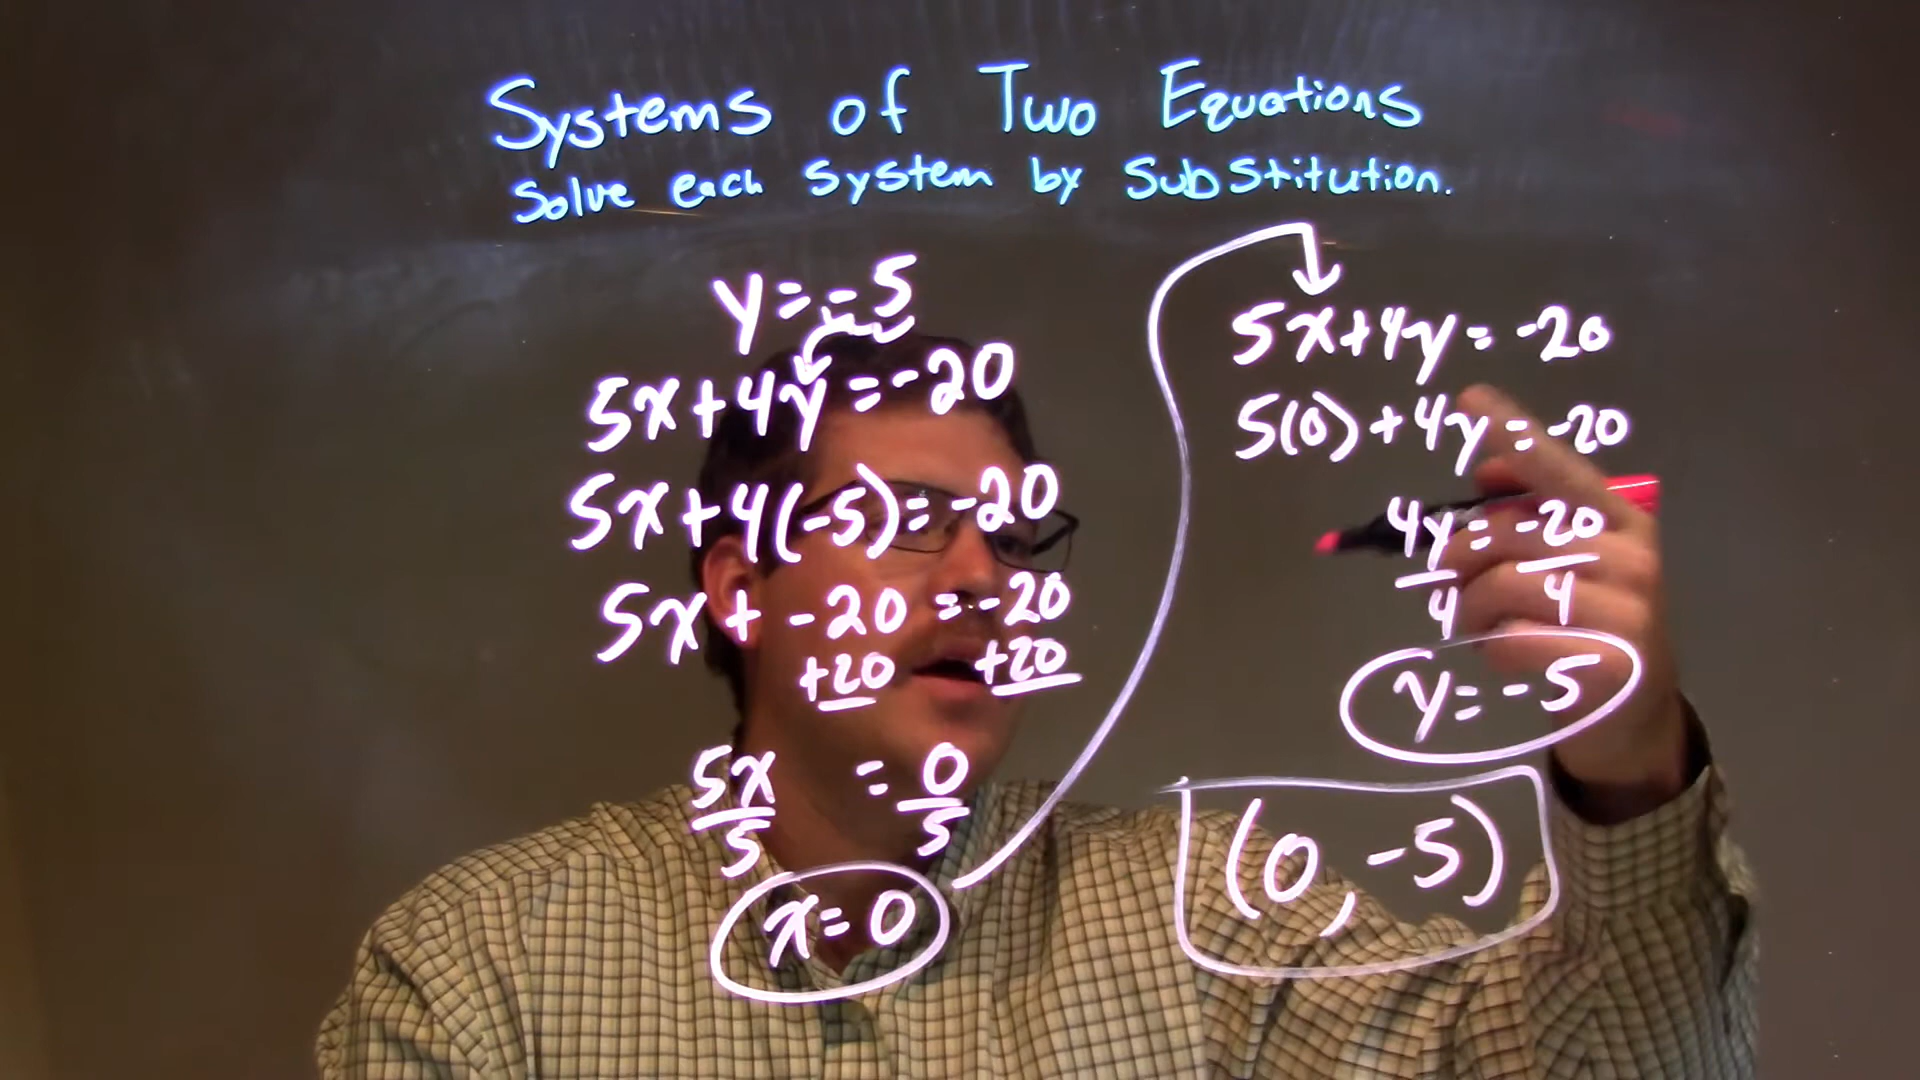 Systems of Two Equations
Solve each system by Substitution.
y = -5
5x+4y = -20
5x+4(-5) = -20
5x + -20 = -20
+20 +20
5x = 0
5 5
x = 0
5x+4y = -20
5(0)+4y = -20
4y = -20
4 4
y = -5
(0, -5)